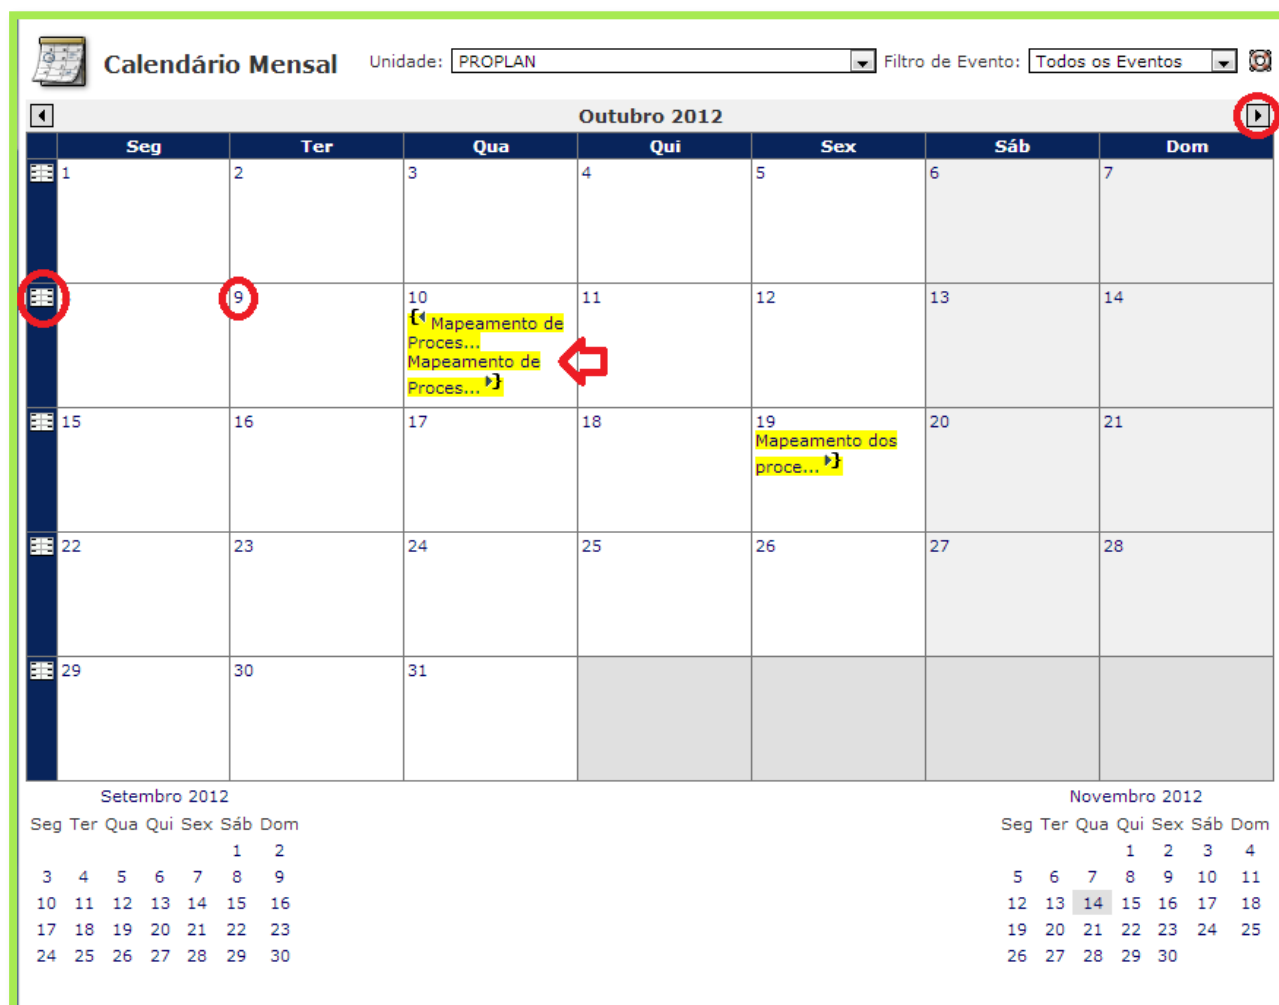 Calendário Mensal Unidade: PROPLAN Filtro de Evento: Todos os Eventos
Outubro 2012
Seg Ter Qua Qui Sex Sáb Dom
1 2 3 4 5 6 7
9 10 11 12 13 14
{ Mapeamento de
Proces...
Mapeamento de
Proces... }
15 16 17 18 19 20 21
Mapeamento dos
proce... }
22 23 24 25 26 27 28
29 30 31
Setembro 2012
Seg Ter Qua Qui Sex Sáb Dom
1 2
3 4 5 6 7 8 9
10 11 12 13 14 15 16
17 18 19 20 21 22 23
24 25 26 27 28 29 30
Novembro 2012
Seg Ter Qua Qui Sex Sáb Dom
1 2 3 4
5 6 7 8 9 10 11
12 13 14 15 16 17 18
19 20 21 22 23 24 25
26 27 28 29 30